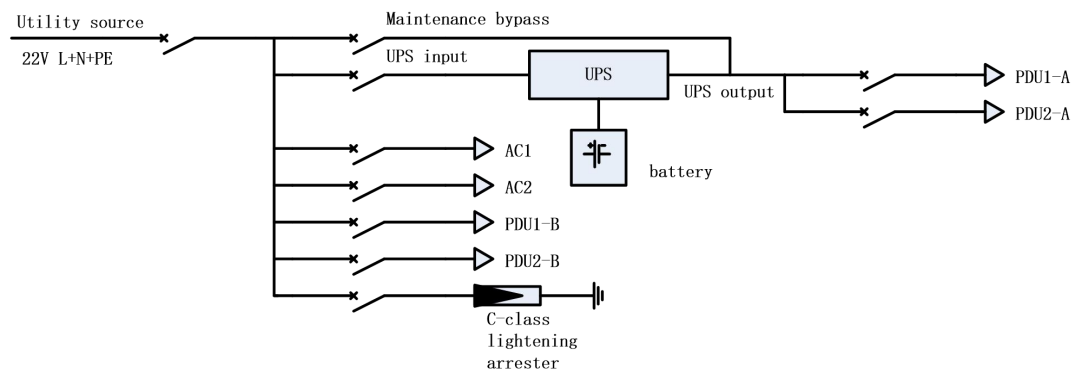 Utility source
22V L+N+PE
Maintenance bypass
UPS input
UPS
UPS output
PDU1-A
PDU2-A
battery
AC1
AC2
PDU1-B
PDU2-B
C-class
lightening
arrester